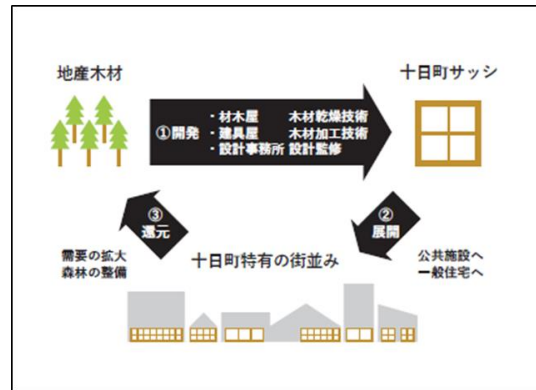 地産木材
十日町サッシ
①開発
・材木屋 木材乾燥技術
・建具屋 木材加工技術
・設計事務所 設計監修
③
還元
②
展開
需要の拡大
森林の整備
十日町特有の街並み
公共施設へ
一般住宅へ